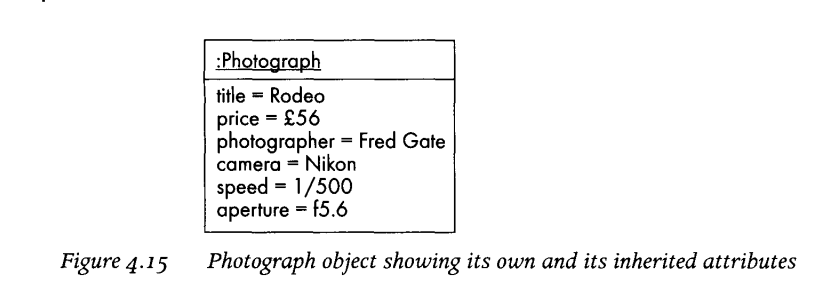 :Photograph
title = Rodeo
price = £56
photographer = Fred Gate
camera = Nikon
speed = 1/500
aperture = f5.6
Figure 4.15 Photograph object showing its own and its inherited attributes